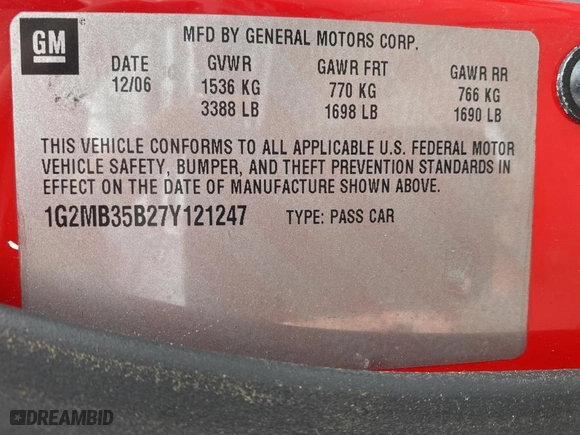 GM
MFD BY GENERAL MOTORS CORP.
DATE GVWR GAWR FRT GAWR RR
12/06 1536 KG 770 KG 766 KG
3388 LB 1698 LB 1690 LB
THIS VEHICLE CONFORMS TO ALL APPLICABLE U.S. FEDERAL MOTOR
VEHICLE SAFETY, BUMPER, AND THEFT PREVENTION STANDARDS IN
EFFECT ON THE DATE OF MANUFACTURE SHOWN ABOVE.
1G2MB35B27Y121247 TYPE: PASS CAR
DREAMBID